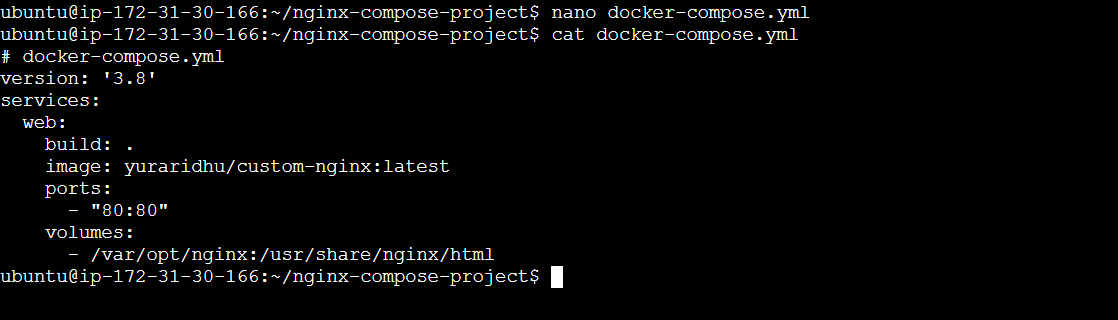 ubuntu@ip-172-31-30-166:~/nginx-compose-project$ nano docker-compose.yml
ubuntu@ip-172-31-30-166:~/nginx-compose-project$ cat docker-compose.yml
# docker-compose.yml
version: '3.8'
services:
  web:
    build: .
    image: yuraridhu/custom-nginx:latest
    ports:
      - "80:80"
    volumes:
      - /var/opt/nginx:/usr/share/nginx/html
ubuntu@ip-172-31-30-166:~/nginx-compose-project$